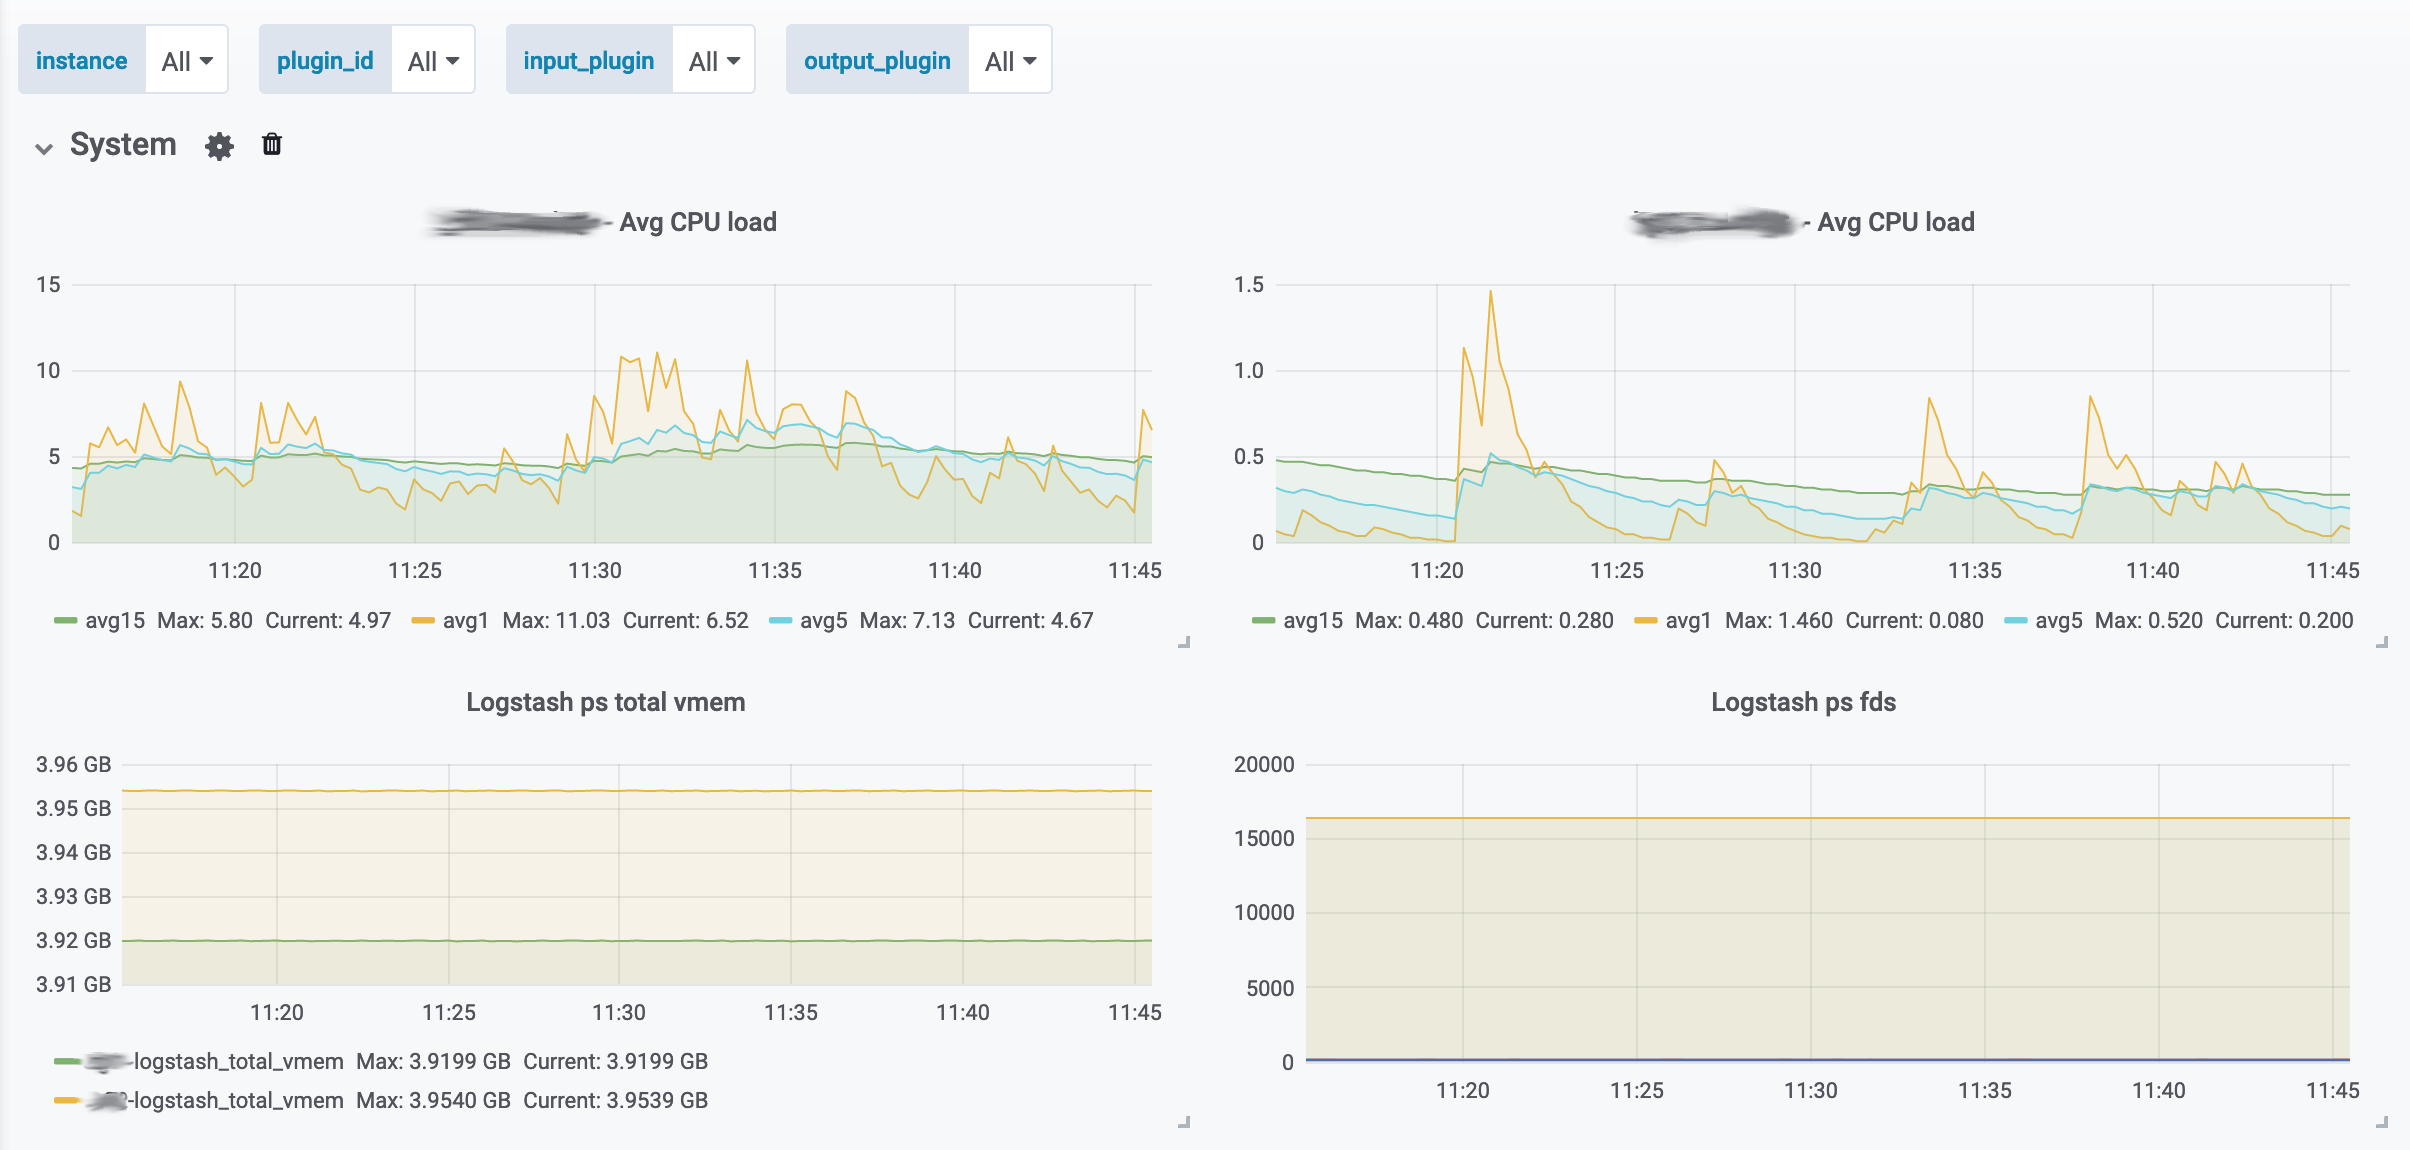 instance All plugin_id All input_plugin All output_plugin All
System
- Avg CPU load
15
10
5
0
11:20 11:25 11:30 11:35 11:40 11:45
avg15 Max: 5.80 Current: 4.97 avg1 Max: 11.03 Current: 6.52 avg5 Max: 7.13 Current: 4.67
- Avg CPU load
1.5
1.0
0.5
0
11:20 11:25 11:30 11:35 11:40 11:45
avg15 Max: 0.480 Current: 0.280 avg1 Max: 1.460 Current: 0.080 avg5 Max: 0.520 Current: 0.200
Logstash ps total vmem
3.96 GB
3.95 GB
3.94 GB
3.93 GB
3.92 GB
3.91 GB
11:20 11:25 11:30 11:35 11:40 11:45
-logstash_total_vmem Max: 3.9199 GB Current: 3.9199 GB
-logstash_total_vmem Max: 3.9540 GB Current: 3.9539 GB
Logstash ps fds
20000
15000
10000
5000
0
11:20 11:25 11:30 11:35 11:40 11:45